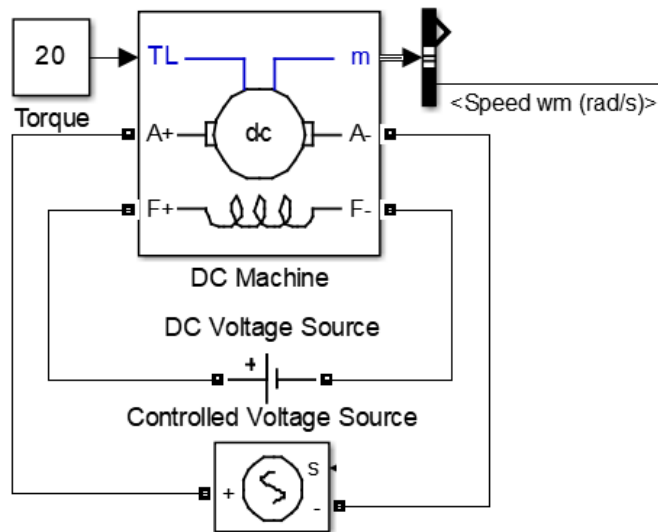 20
TL
m
<Speed wm (rad/s)>
Torque
A+
dc
A-
F+
F-
DC Machine
DC Voltage Source
+
Controlled Voltage Source
s
+
-